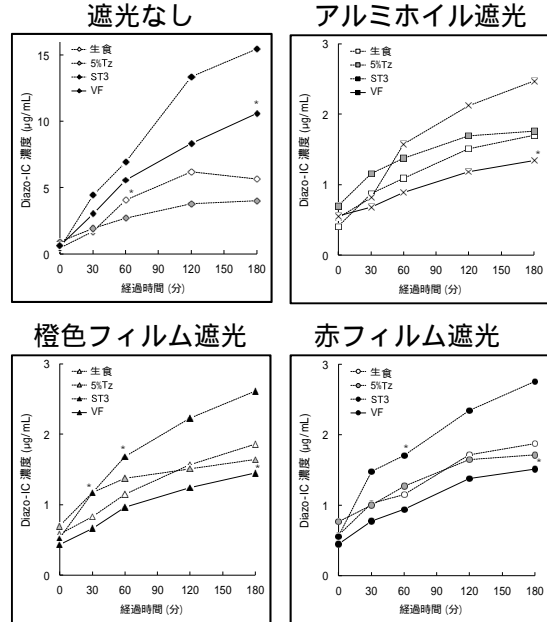 遮光なし
生食
5%Tz
ST3
VF
Diazo-IC 濃度 (μg/mL)
15
10
5
0
*
*
0 30 60 90 120 150 180
経過時間 (分)
アルミホイル遮光
生食
5%Tz
ST3
VF
Diazo-IC 濃度 (μg/mL)
3
2
1
0
*
0 30 60 90 120 150 180
経過時間 (分)
橙色フィルム遮光
生食
5%Tz
ST3
VF
Diazo-IC 濃度 (μg/mL)
3
2
1
0
*
*
*
0 30 60 90 120 150 180
経過時間 (分)
赤フィルム遮光
生食
5%Tz
ST3
VF
Diazo-IC 濃度 (μg/mL)
3
2
1
0
*
*
0 30 60 90 120 150 180
経過時間 (分)